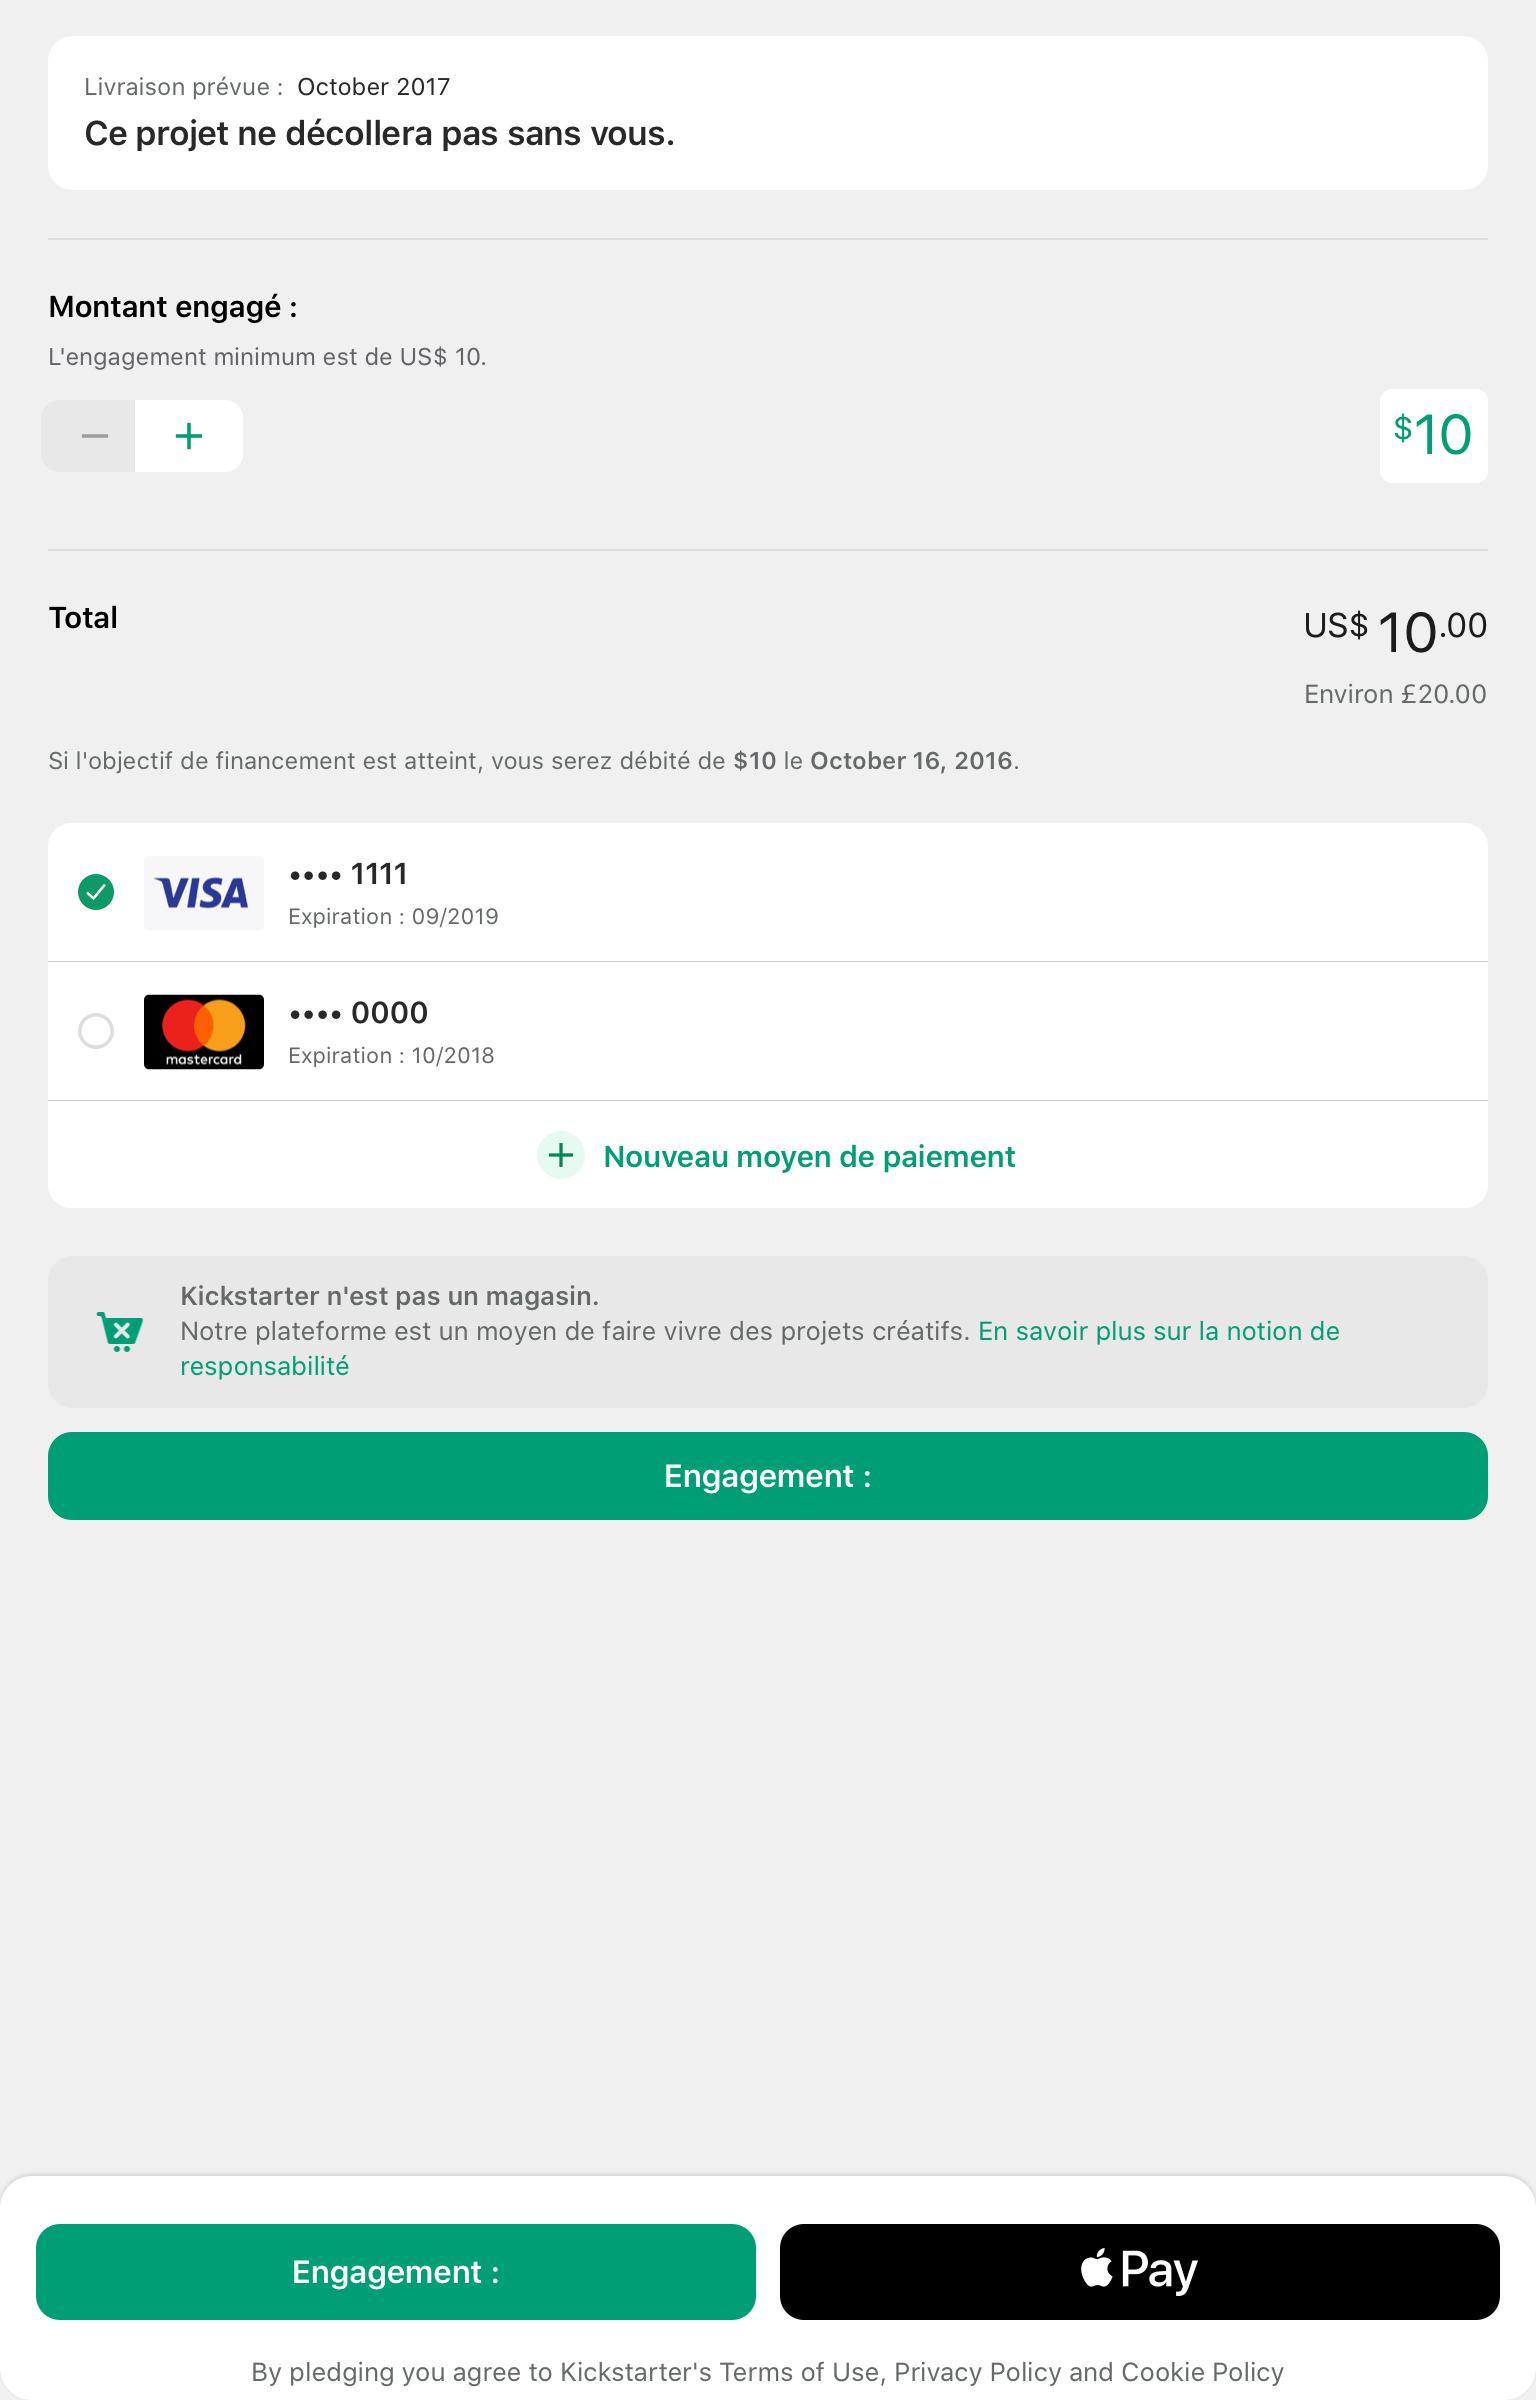 Livraison prévue : October 2017
Ce projet ne décollera pas sans vous.
Montant engagé :
L'engagement minimum est de US$ 10.
$10
Total
US$ 10.00
Environ £20.00
Si l'objectif de financement est atteint, vous serez débité de $10 le October 16, 2016.
VISA
•••• 1111
Expiration : 09/2019
mastercard
•••• 0000
Expiration : 10/2018
Nouveau moyen de paiement
Kickstarter n'est pas un magasin.
Notre plateforme est un moyen de faire vivre des projets créatifs. En savoir plus sur la notion de
responsabilité
Engagement :
Engagement :
Pay
By pledging you agree to Kickstarter's Terms of Use, Privacy Policy and Cookie Policy